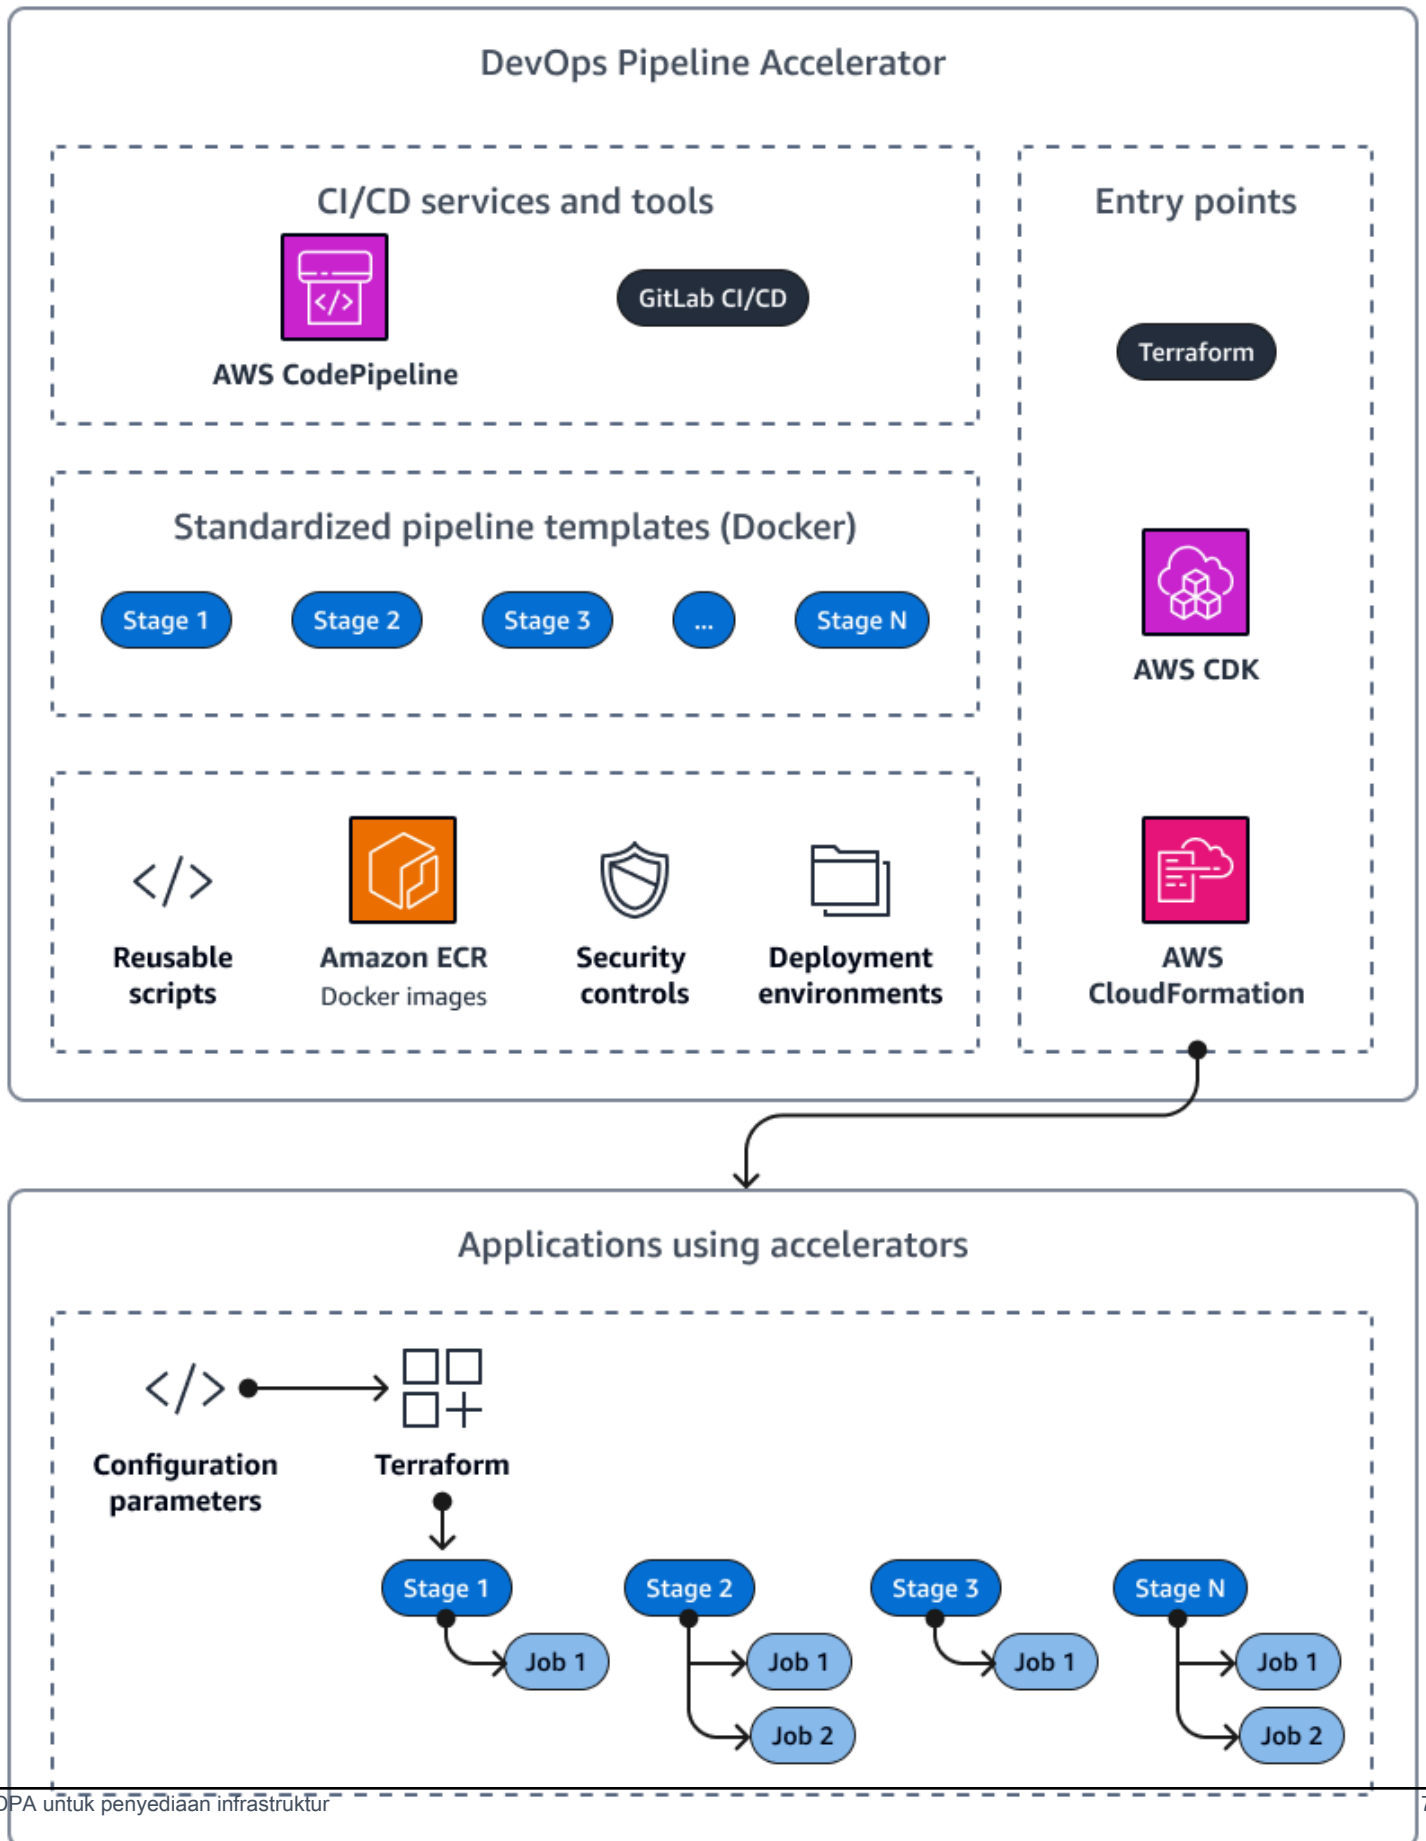 DevOps Pipeline Accelerator
CI/CD services and tools
AWS CodePipeline
GitLab CI/CD
Entry points
Terraform
AWS CDK
AWS
CloudFormation
Standardized pipeline templates (Docker)
Stage 1
Stage 2
Stage 3
...
Stage N
</>
Reusable
scripts
Amazon ECR
Docker images
Security
controls
Deployment
environments
Applications using accelerators
</>
Configuration
parameters
Terraform
Stage 1
Job 1
Stage 2
Job 1
Job 2
Stage 3
Job 1
Stage N
Job 1
Job 2
DPA untuk penyediaan infrastruktur
7